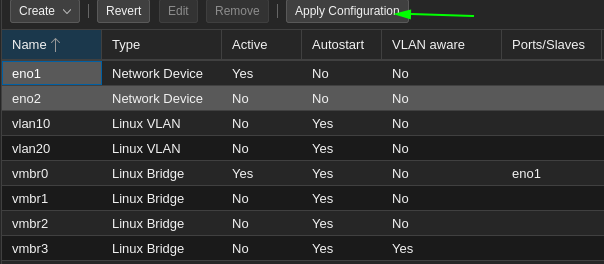 Create Revert Edit Remove Apply Configuration
Name Type Active Autostart VLAN aware Ports/Slaves
eno1 Network Device Yes No No
eno2 Network Device No No No
vlan10 Linux VLAN No Yes No
vlan20 Linux VLAN No Yes No
vmbr0 Linux Bridge Yes Yes No eno1
vmbr1 Linux Bridge No Yes No
vmbr2 Linux Bridge No Yes No
vmbr3 Linux Bridge No Yes Yes